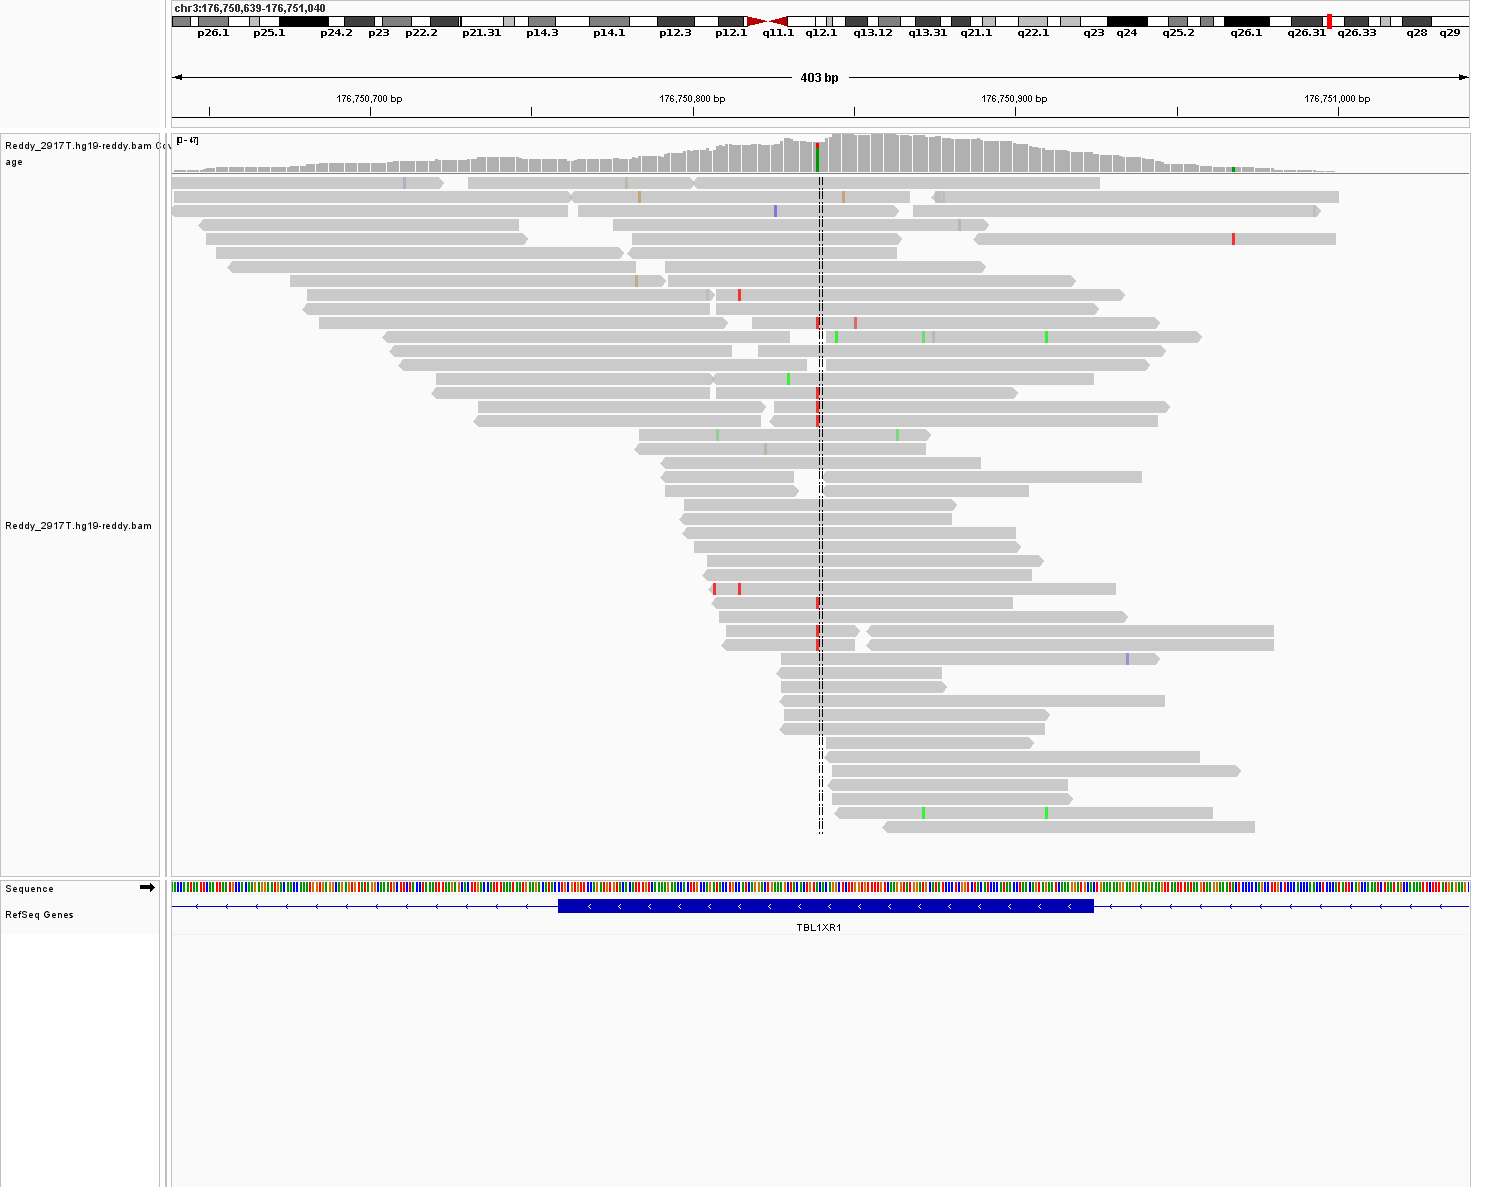 chr3:176,750,639-176,751,040
p26.1 p25.1 p24.2 p23 p22.2 p21.31 p14.3 p14.1 p12.3 p12.1 q11.1 q12.1 q13.12 q13.31 q21.1 q22.1 q23 q24 q25.2 q26.1 q26.31 q26.33 q28 q29
403 bp
176,750,700 bp 176,750,800 bp 176,750,900 bp 176,751,000 bp
Reddy_2917T.hg19-reddy.bam Cov
age
[0 - 47]
Reddy_2917T.hg19-reddy.bam
Sequence
RefSeq Genes
TBL1XR1